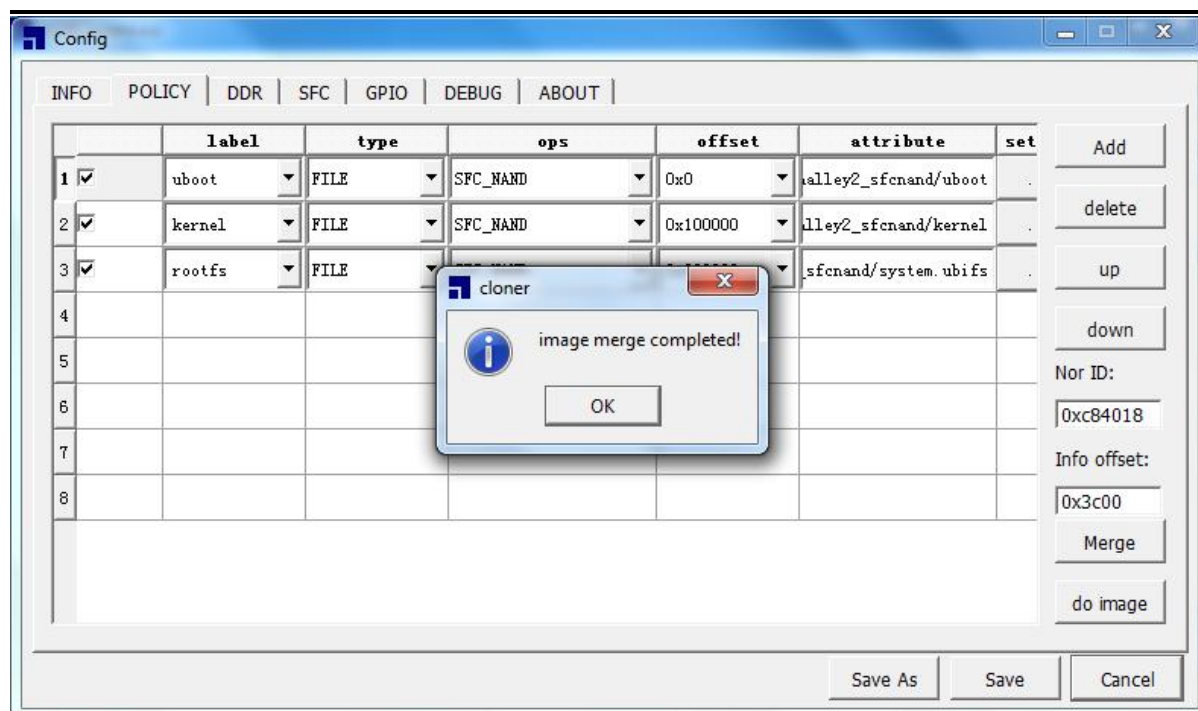 Config
INFO POLICY DDR SFC GPIO DEBUG ABOUT
label type ops offset attribute set
1 uboot FILE SFC_NAND 0x0 alley2_sfcnand/uboot .
2 kernel FILE SFC_NAND 0x100000 lley2_sfcnand/kernel .
3 rootfs FILE _sfcnand/system.ubifs .
4
5
6
7
8
cloner
image merge completed!
OK
Add
delete
up
down
Nor ID:
0xc84018
Info offset:
0x3c00
Merge
do image
Save As Save Cancel